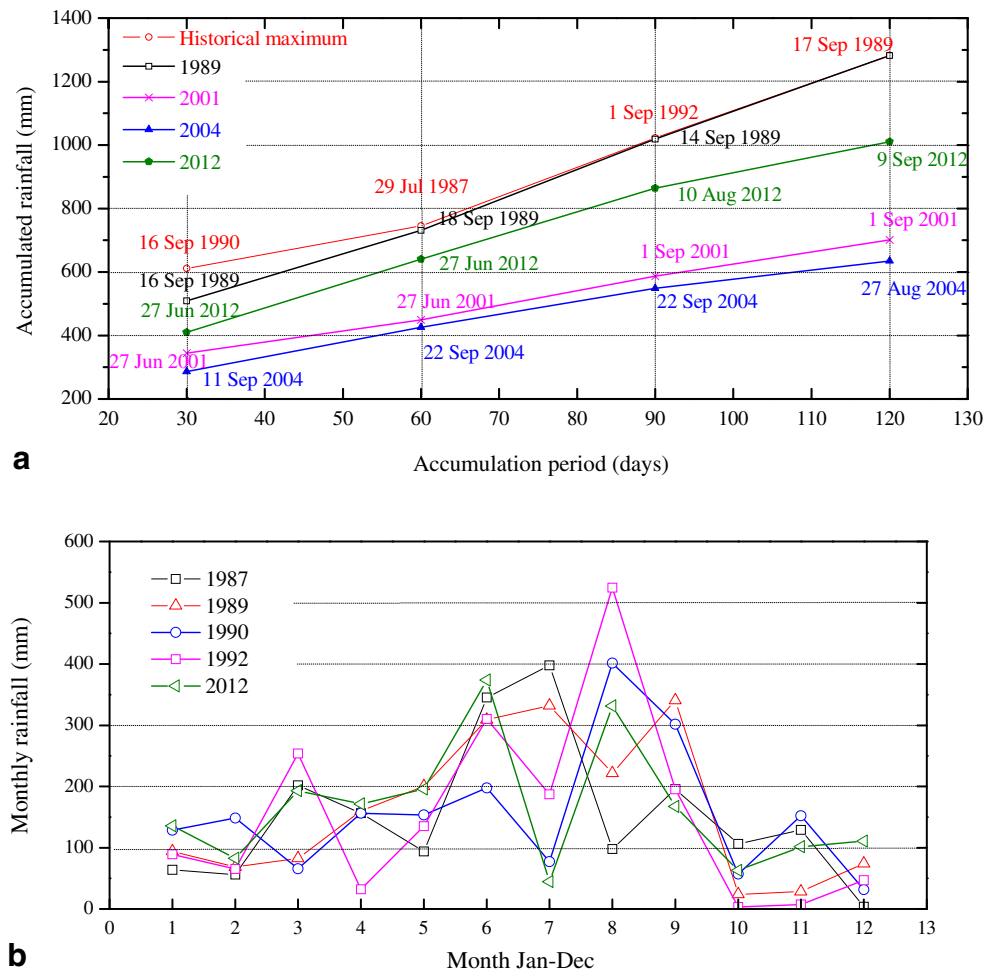 1400
1200
1000
800
600
400
200
Accumulated rainfall (mm)
Historical maximum
1989
2001
2004
2012
17 Sep 1989
1 Sep 1992
14 Sep 1989
9 Sep 2012
29 Jul 1987
10 Aug 2012
18 Sep 1989
1 Sep 2001
16 Sep 1990
1 Sep 2001
27 Jun 2012
16 Sep 1989
27 Aug 2004
27 Jun 2012
27 Jun 2001
22 Sep 2004
27 Jun 2001
22 Sep 2004
11 Sep 2004
20 30 40 50 60 70 80 90 100 110 120 130
a
Accumulation period (days)
600
500
400
300
200
100
0
Monthly rainfall (mm)
1987
1989
1990
1992
2012
0 1 2 3 4 5 6 7 8 9 10 11 12 13
b
Month Jan-Dec